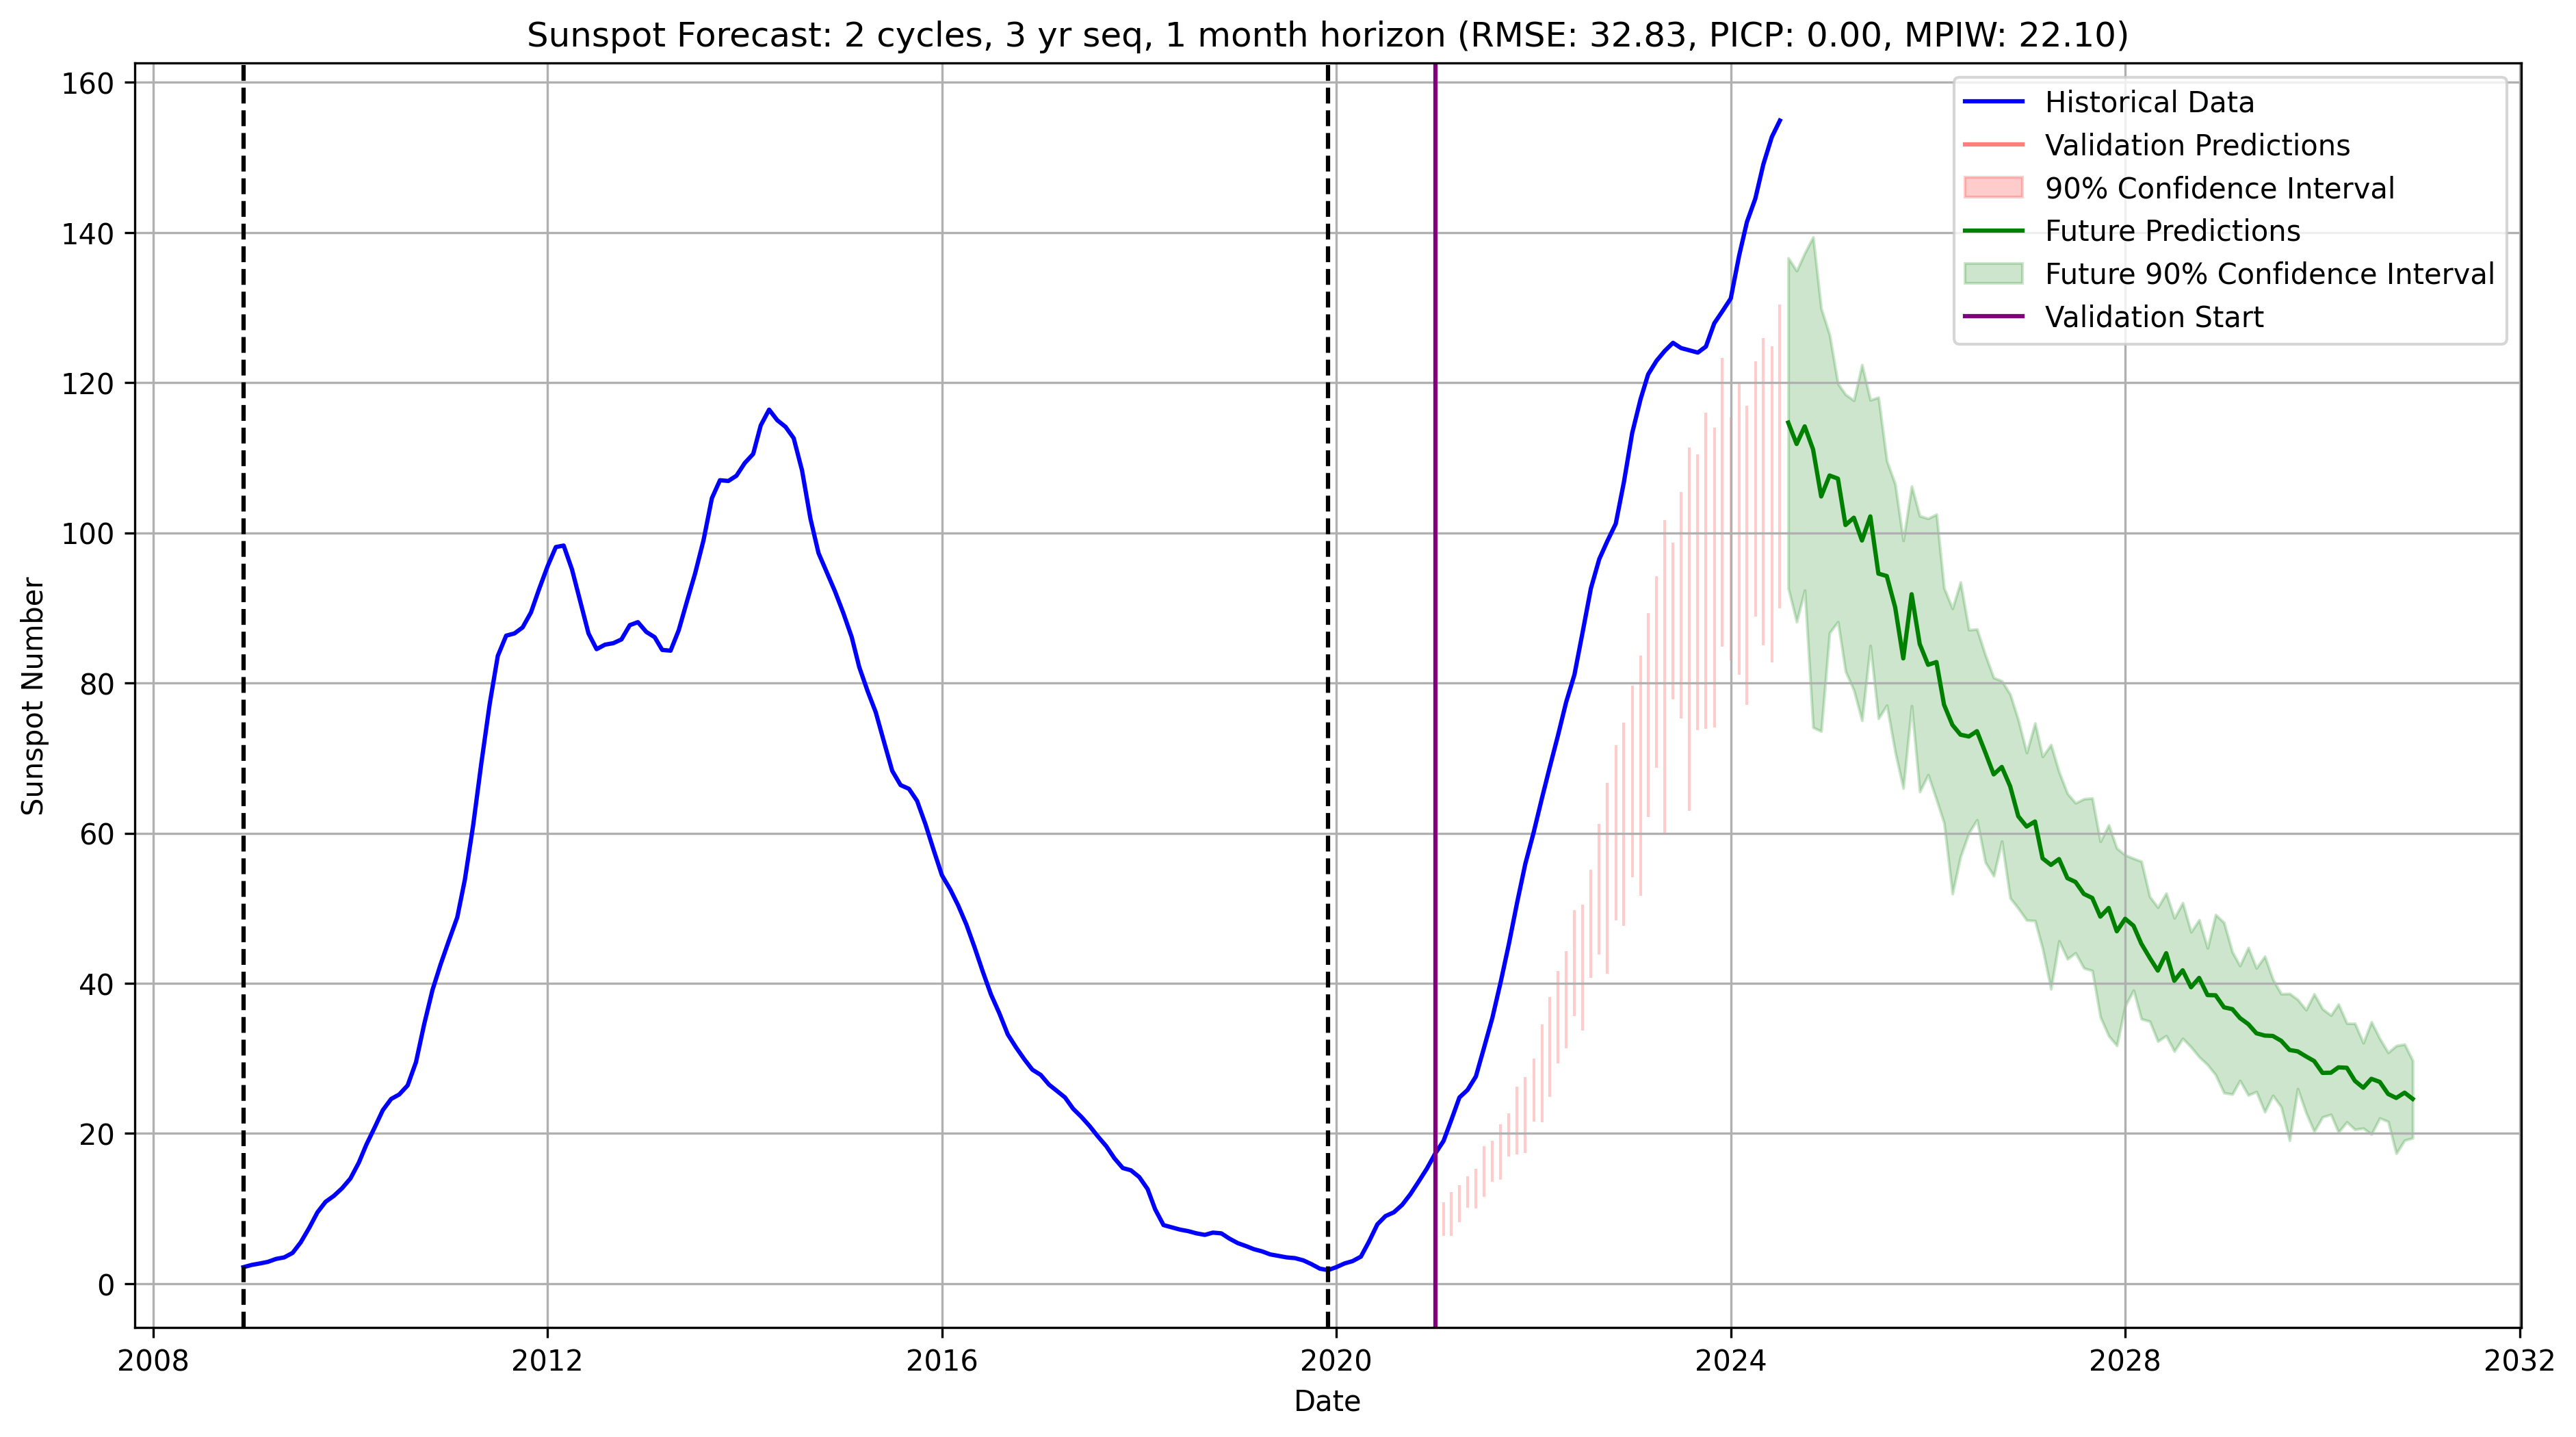 Sunspot Forecast: 2 cycles, 3 yr seq, 1 month horizon (RMSE: 32.83, PICP: 0.00, MPIW: 22.10)
Historical Data
Validation Predictions
90% Confidence Interval
Future Predictions
Future 90% Confidence Interval
Validation Start
Sunspot Number
160
140
120
100
80
60
40
20
0
2008 2012 2016 2020 2024 2028 2032
Date